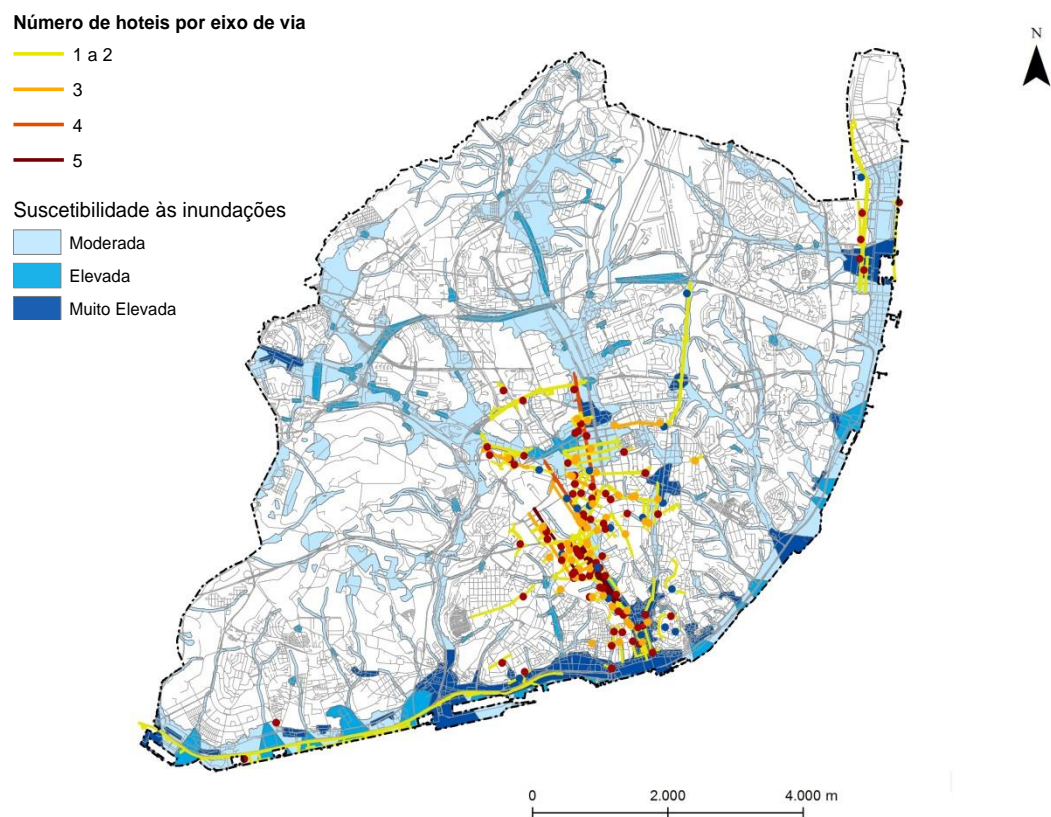 Número de hoteis por eixo de via
1 a 2
3
4
5
Suscetibilidade às inundações
Moderada
Elevada
Muito Elevada
N
0 2.000 4.000 m